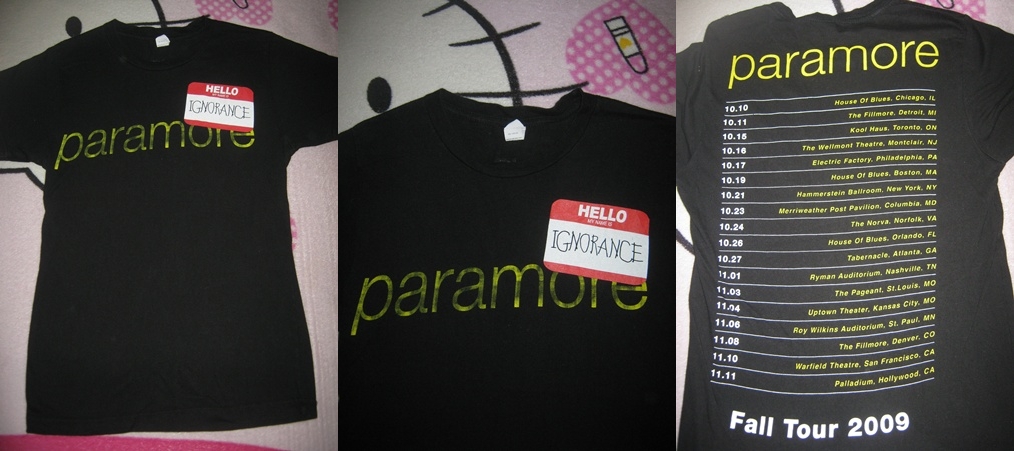 HELLO
MY NAME IS
IGNORANCE
paramore
HELLO
MY NAME IS
IGNORANCE
paramore
paramore
10.10 House Of Blues, Chicago, IL
10.11 The Fillmore, Detroit, MI
10.15 Kool Haus, Toronto, ON
10.16 The Wellmont Theatre, Montclair, NJ
10.17 Electric Factory, Philadelphia, PA
10.19 House Of Blues, Boston, MA
10.21 Hammerstein Ballroom, New York, NY
10.23 Merriweather Post Pavilion, Columbia, MD
10.24 The Norva, Norfolk, VA
10.26 House Of Blues, Orlando, FL
10.27 Tabernacle, Atlanta, GA
11.01 Ryman Auditorium, Nashville, TN
11.03 The Pageant, St.Louis, MO
11.04 Uptown Theater, Kansas City, MO
11.06 Roy Wilkins Auditorium, St. Paul, MN
11.08 The Fillmore, Denver, CO
11.10 Warfield Theatre, San Francisco, CA
11.11 Palladium, Hollywood, CA
Fall Tour 2009